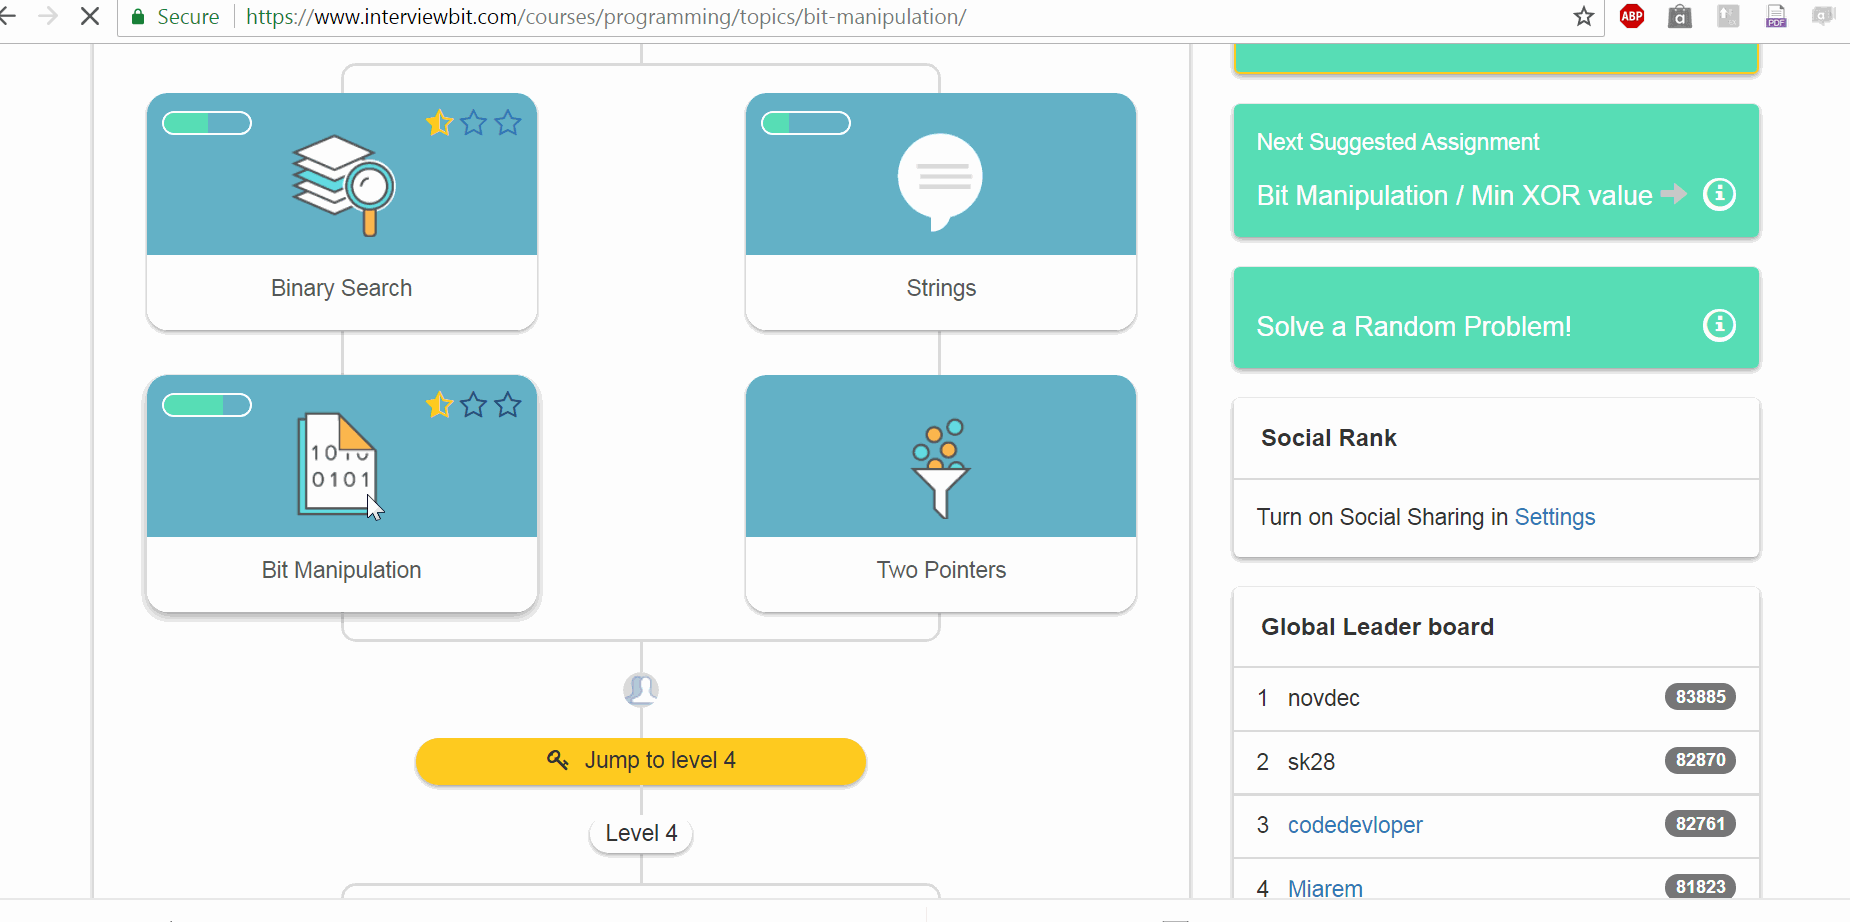 Secure https://www.interviewbit.com/courses/programming/topics/bit-manipulation/
ABP
a
PDF
a
Binary Search
Strings
1010
0101
Bit Manipulation
Two Pointers
Jump to level 4
Level 4
Next Suggested Assignment
Bit Manipulation / Min XOR value
Solve a Random Problem!
Social Rank
Turn on Social Sharing in Settings
Global Leader board
1 novdec 83885
2 sk28 82870
3 codedevloper 82761
4 Miarem 81823